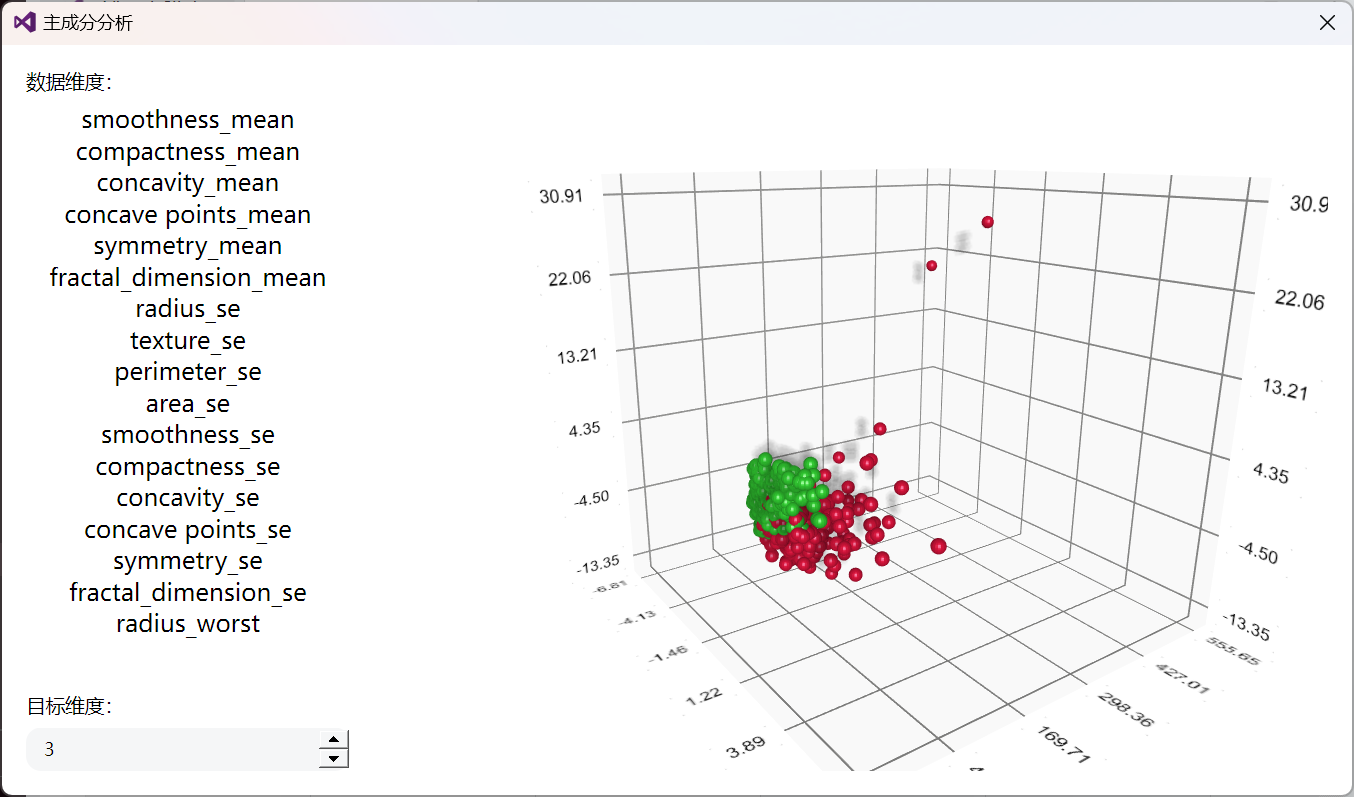 主成分分析
数据维度：
smoothness_mean
compactness_mean
concavity_mean
concave points_mean
symmetry_mean
fractal_dimension_mean
radius_se
texture_se
perimeter_se
area_se
smoothness_se
compactness_se
concavity_se
concave points_se
symmetry_se
fractal_dimension_se
radius_worst
目标维度：
3
30.91
22.06
13.21
4.35
-4.50
-13.35
-6.81
-4.13
-1.46
1.22
3.89
30.9
22.06
13.21
4.35
-4.50
-13.35
555.65
427.01
298.36
169.71